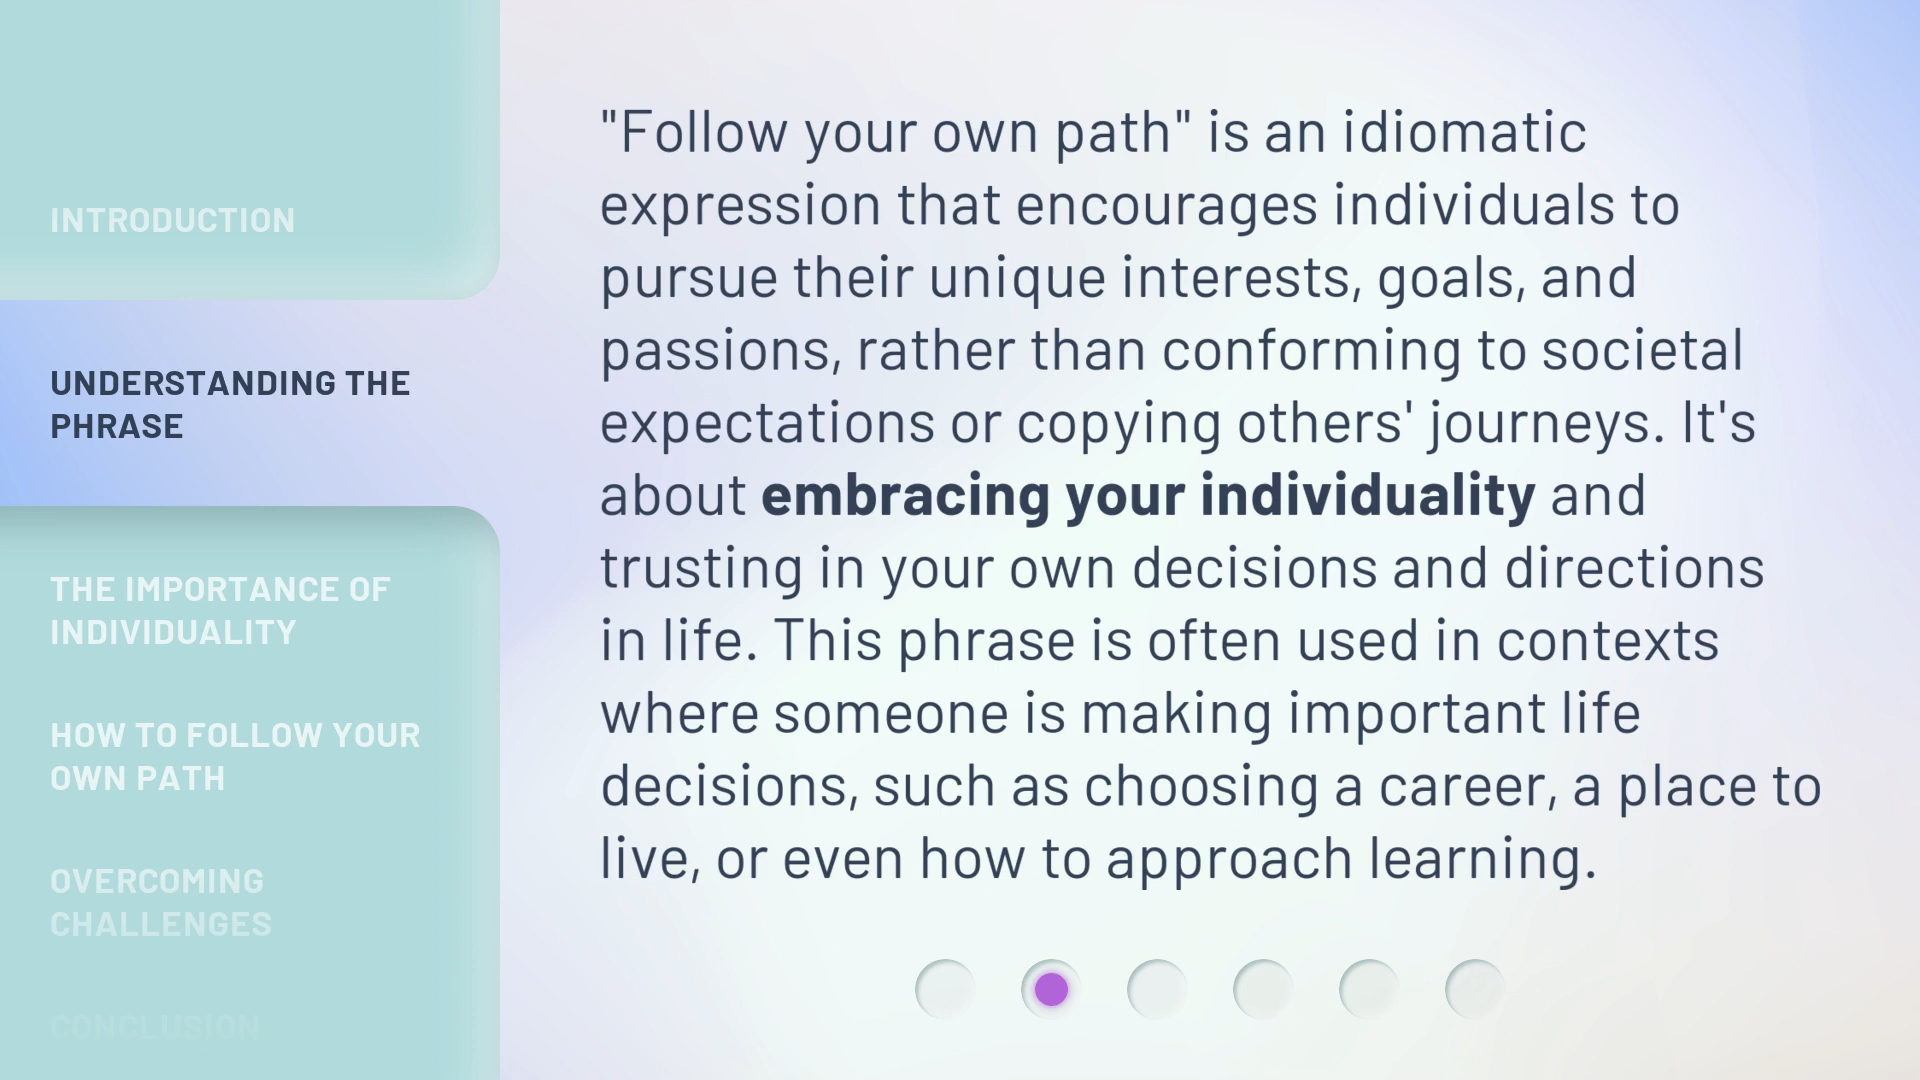 INTRODUCTION
UNDERSTANDING THE
PHRASE
THE IMPORTANCE OF
INDIVIDUALITY
HOW TO FOLLOW YOUR
OWN PATH
OVERCOMING
CHALLENGES
CONCLUSION
"Follow your own path" is an idiomatic
expression that encourages individuals to
pursue their unique interests, goals, and
passions, rather than conforming to societal
expectations or copying others' journeys. It's
about embracing your individuality and
trusting in your own decisions and directions
in life. This phrase is often used in contexts
where someone is making important life
decisions, such as choosing a career, a place to
live, or even how to approach learning.